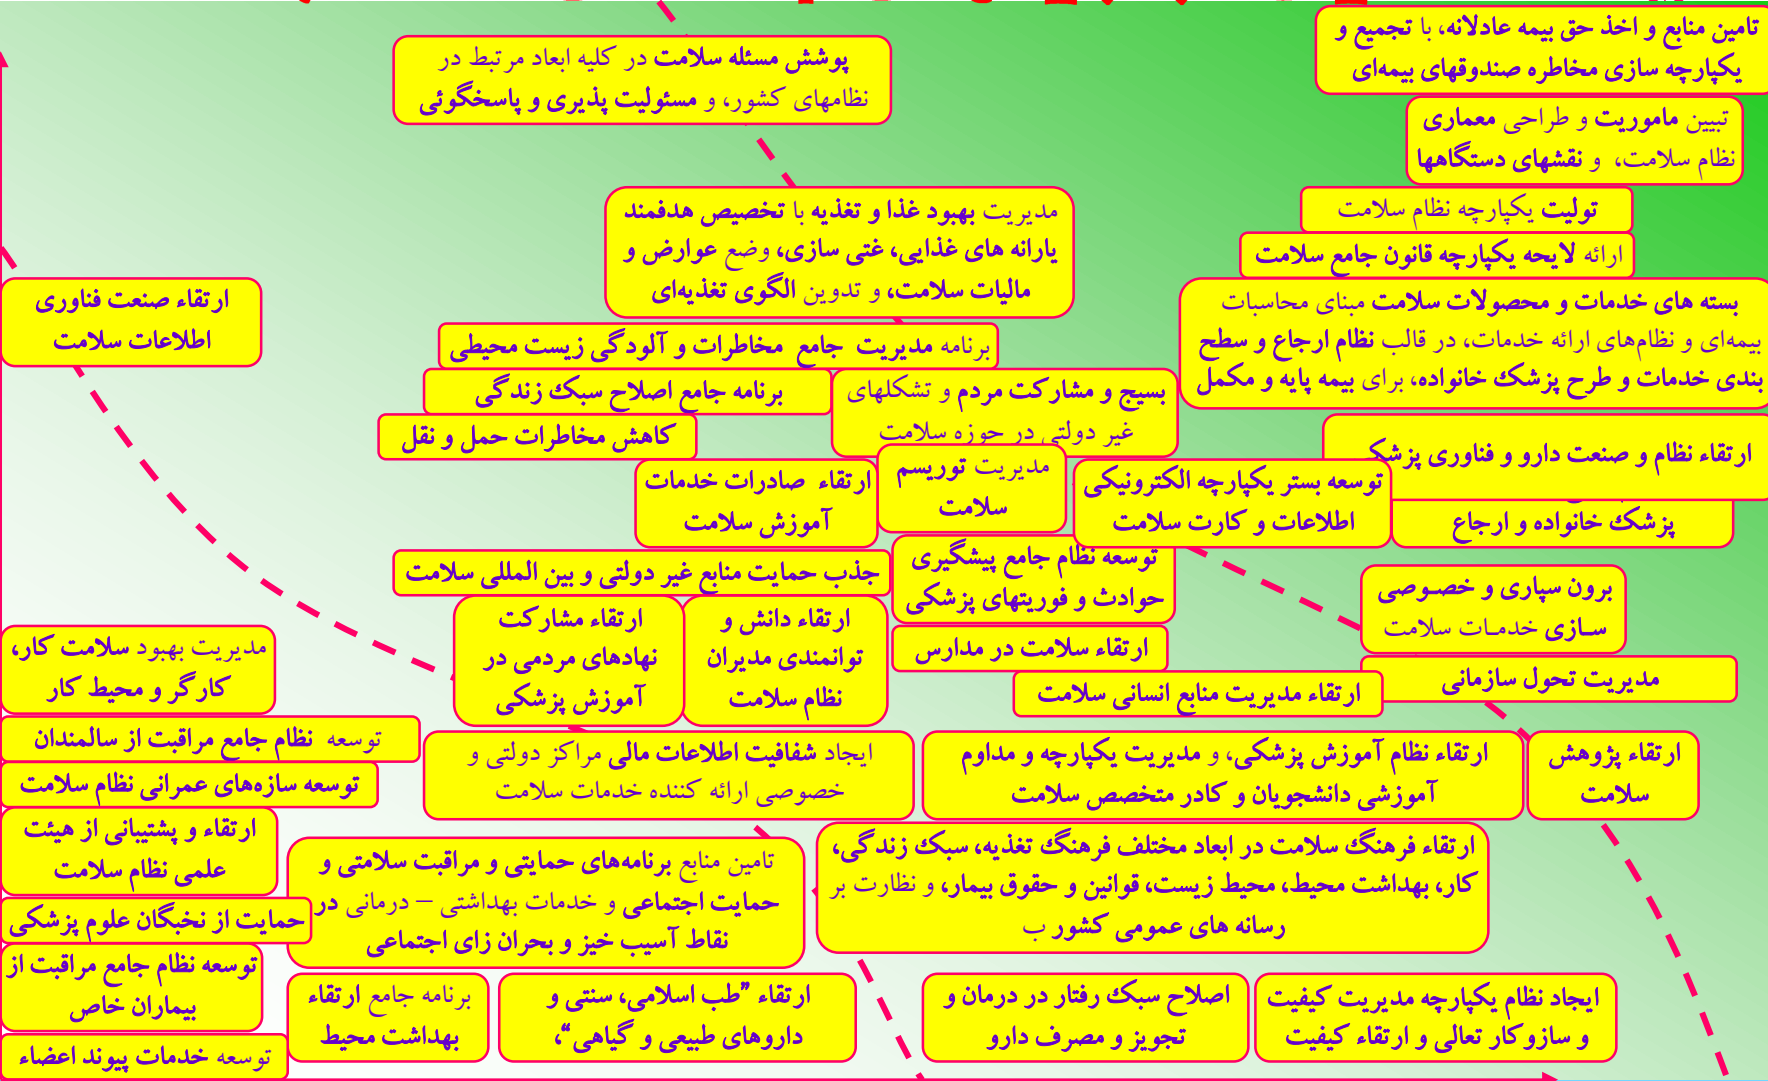 تامین منابع و اخذ حق بیمه عادلانه، با تجمیع و
یکپارچه سازی مخاطره صندوقهای بیمه‌ای
پوشش مسئله سلامت در کلیه ابعاد مرتبط در
نظامهای کشور، و مسئولیت پذیری و پاسخگوئی
تبیین ماموریت و طراحی معماری
نظام سلامت، و نقشهای دستگاهها
تولیت یکپارچه نظام سلامت
ارائه لایحه یکپارچه قانون جامع سلامت
مدیریت بهبود غذا و تغذیه با تخصیص هدفمند
یارانه های غذایی، غتی سازی، وضع عوارض و
مالیات سلامت، و تدوین الگوی تغذیه‌ای
بسته های خدمات و محصولات سلامت مبنای محاسبات
بیمه‌ای و نظام‌های ارائه خدمات، در قالب نظام ارجاع و سطح
بندی خدمات و طرح پزشک خانواده، برای بیمه پایه و مکمل
ارتقاء صنعت فناوری
اطلاعات سلامت
برنامه مدیریت جامع مخاطرات و آلودگی زیست محیطی
برنامه جامع اصلاح سبک زندگی
بسیج و مشارکت مردم و تشکلهای
غیر دولتی در حوزه سلامت
کاهش مخاطرات حمل و نقل
ارتقاء نظام و صنعت دارو و فناوری پزشکی
پزشک خانواده و ارجاع
توسعه بستر یکپارچه الکترونیکی
اطلاعات و کارت سلامت
مدیریت توریسم
سلامت
ارتقاء صادرات خدمات
آموزش سلامت
توسعه نظام جامع پیشگیری
حوادث و فوریتهای پزشکی
جذب حمایت منابع غیر دولتی و بین المللی سلامت
برون سپاری و خصوصی
سازی خدمات سلامت
ارتقاء دانش و
توانمندی مدیران
نظام سلامت
ارتقاء مشارکت
نهادهای مردمی در
آموزش پزشکی
ارتقاء سلامت در مدارس
مدیریت تحول سازمانی
ارتقاء مدیریت منابع انسانی سلامت
مدیریت بهبود سلامت کار،
کارگر و محیط کار
توسعه نظام جامع مراقبت از سالمندان
توسعه سازه‌های عمرانی نظام سلامت
ارتقاء پژوهش
سلامت
ارتقاء نظام آموزش پزشکی، و مدیریت یکپارچه و مداوم
آموزشی دانشجویان و کادر متخصص سلامت
ایجاد شفافیت اطلاعات مالی مراکز دولتی و
خصوصی ارائه کننده خدمات سلامت
ارتقاء و پشتیبانی از هیئت
علمی نظام سلامت
ارتقاء فرهنگ سلامت در ابعاد مختلف فرهنگ تغذیه، سبک زندگی،
کار، بهداشت محیط، محیط زیست، قوانین و حقوق بیمار، و نظارت بر
رسانه های عمومی کشور ب
تامین منابع برنامه‌های حمایتی و مراقبت سلامتی و
حمایت اجتماعی و خدمات بهداشتی – درمانی در
نقاط آسیب خیز و بحران زای اجتماعی
حمایت از نخبگان علوم پزشکی
توسعه نظام جامع مراقبت از
بیماران خاص
ایجاد نظام یکپارچه مدیریت کیفیت
و سازوکار تعالی و ارتقاء کیفیت
اصلاح سبک رفتار در درمان و
تجویز و مصرف دارو
ارتقاء "طب اسلامی، سنتی و
داروهای طبیعی و گیاهی"،
برنامه جامع ارتقاء
بهداشت محیط
توسعه خدمات پیوند اعضاء